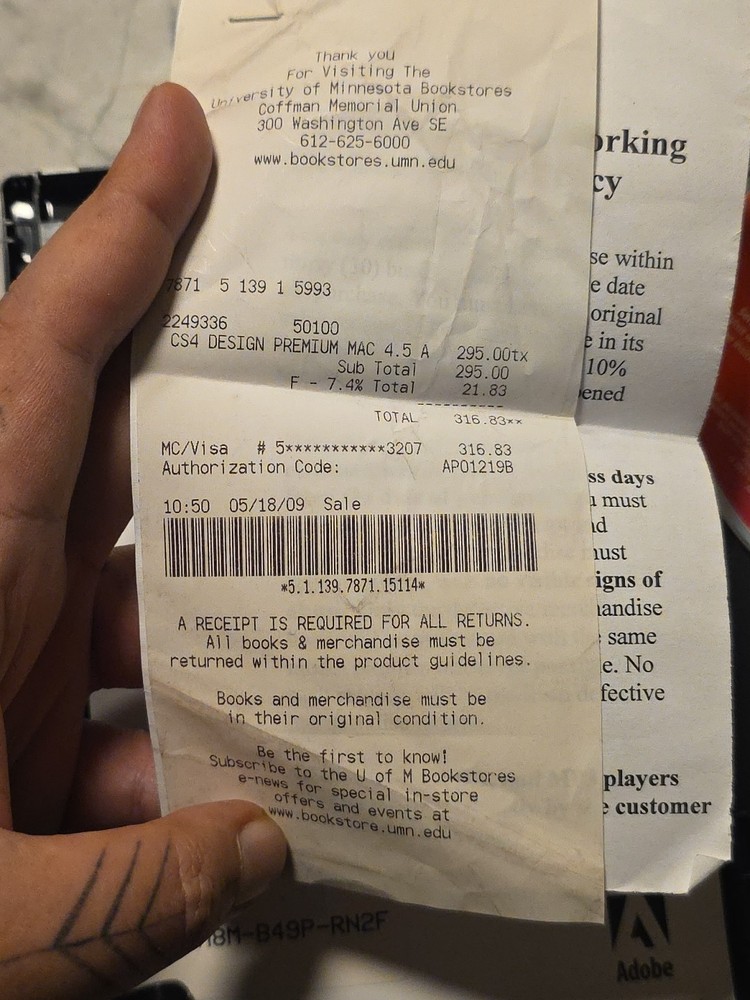 Thank you
For Visiting The
University of Minnesota Bookstores
Coffman Memorial Union
300 Washington Ave SE
612-625-6000
www.bookstores.umn.edu
7871 5 139 1 5993
2249336 50100
CS4 DESIGN PREMIUM MAC 4.5 A 295.00tx
Sub Total 295.00
F - 7.4% Total 21.83
TOTAL 316.83**
MC/Visa # 5***********3207 316.83
Authorization Code: AP01219B
10:50 05/18/09 Sale
*5.1.139.7871.15114*
A RECEIPT IS REQUIRED FOR ALL RETURNS.
All books & merchandise must be
returned within the product guidelines.
Books and merchandise must be
in their original condition.
Be the first to know!
Subscribe to the U of M Bookstores
e-news for special in-store
offers and events at
www.bookstore.umn.edu
orking
cy
se within
e date
original
e in its
10%
ened
ss days
must
nd
must
igns of
handise
same
e. No
efective
players
e customer
8M-B49P-RN2F
Adobe